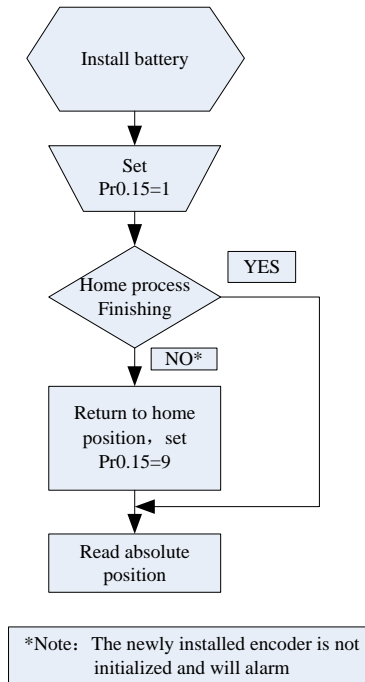 Install battery
Set
Pr0.15=1
Home process
Finishing
YES
NO*
Return to home
position，set
Pr0.15=9
Read absolute
position
*Note：The newly installed encoder is not
initialized and will alarm